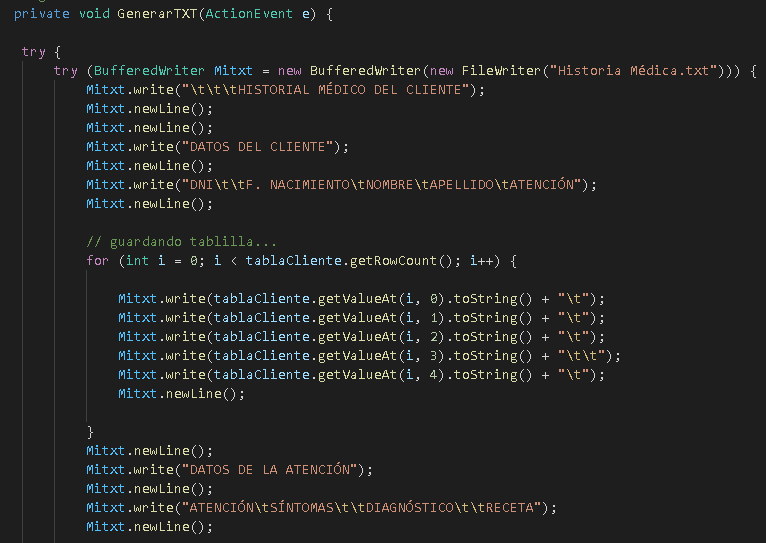 private void GenerarTXT(ActionEvent e) {
try {
try (BufferedWriter Mitxt = new BufferedWriter(new FileWriter("Historia Médica.txt"))) {
Mitxt.write("\t\t\tHISTORIAL MÉDICO DEL CLIENTE");
Mitxt.newLine();
Mitxt.newLine();
Mitxt.write("DATOS DEL CLIENTE");
Mitxt.newLine();
Mitxt.write("DNI\t\tF. NACIMIENTO\tNOMBRE\tAPELLIDO\tATENCIÓN");
Mitxt.newLine();
// guardando tablilla...
for (int i = 0; i < tablaCliente.getRowCount(); i++) {
Mitxt.write(tablaCliente.getValueAt(i, 0).toString() + "\t");
Mitxt.write(tablaCliente.getValueAt(i, 1).toString() + "\t");
Mitxt.write(tablaCliente.getValueAt(i, 2).toString() + "\t");
Mitxt.write(tablaCliente.getValueAt(i, 3).toString() + "\t\t");
Mitxt.write(tablaCliente.getValueAt(i, 4).toString() + "\t");
Mitxt.newLine();
}
Mitxt.newLine();
Mitxt.write("DATOS DE LA ATENCIÓN");
Mitxt.newLine();
Mitxt.write("ATENCIÓN\tSÍNTOMAS\t\tDIAGNÓSTICO\t\tRECETA");
Mitxt.newLine();